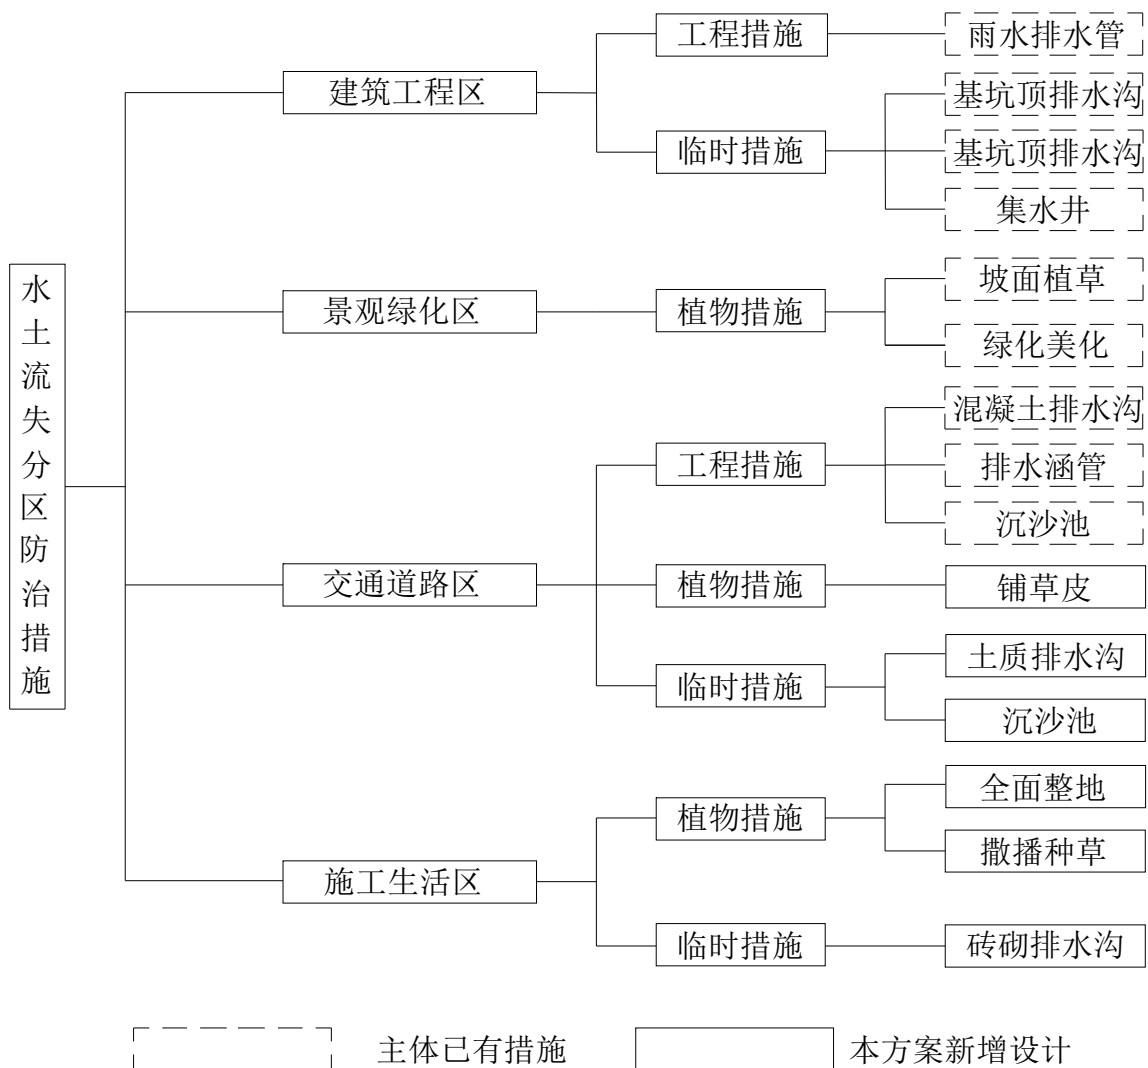 水土流失分区防治措施
建筑工程区
工程措施
雨水排水管
临时措施
基坑顶排水沟
基坑顶排水沟
集水井
景观绿化区
植物措施
坡面植草
绿化美化
交通道路区
工程措施
混凝土排水沟
排水涵管
沉沙池
植物措施
铺草皮
临时措施
土质排水沟
沉沙池
施工生活区
植物措施
全面整地
撒播种草
临时措施
砖砌排水沟
主体已有措施
本方案新增设计